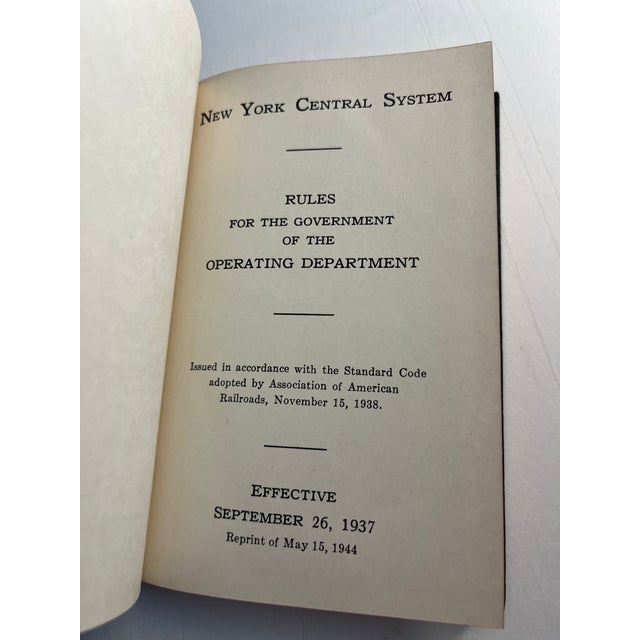 NEW YORK CENTRAL SYSTEM
RULES
FOR THE GOVERNMENT
OF THE
OPERATING DEPARTMENT
Issued in accordance with the Standard Code
adopted by Association of American
Railroads, November 15, 1938.
EFFECTIVE
SEPTEMBER 26, 1937
Reprint of May 15, 1944